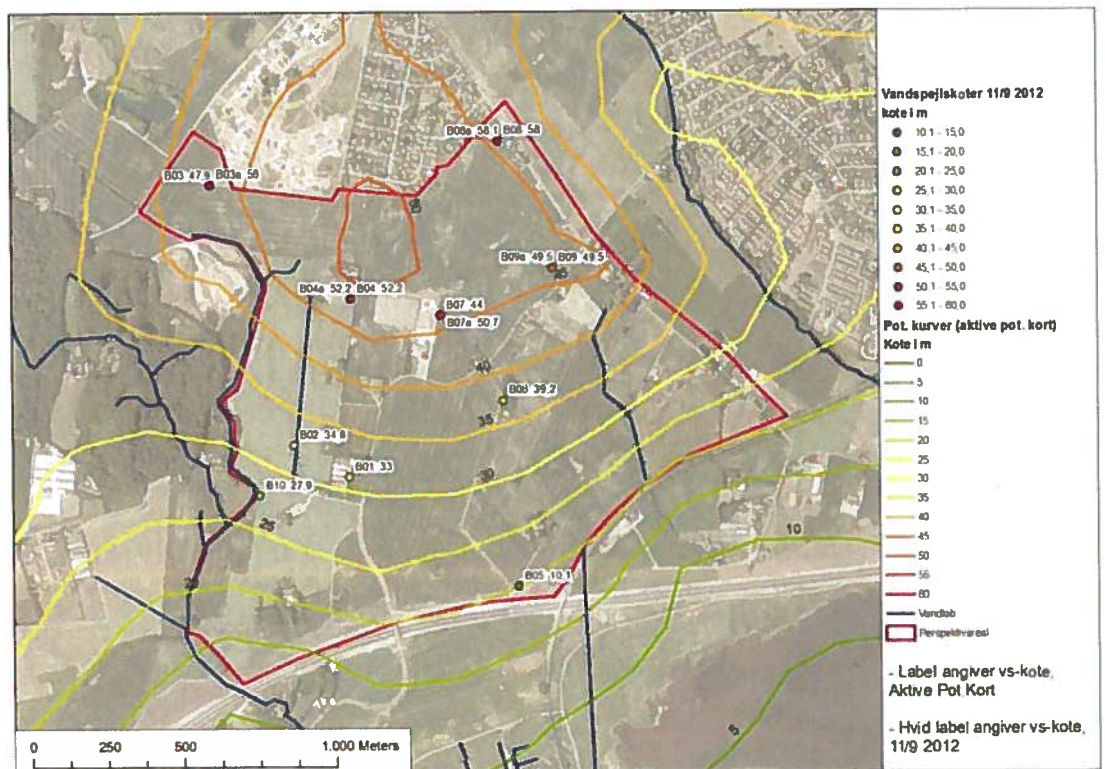 B08a 58,1 B08 58
B03 47,9 B03a 56
B09a 49,5 B09 49,5
B04a 52,2 B04 52,2
B07 44
B07a 50,7
40
B06 39,2
35
B02 34,8
B01 33
30
B10 27,9
25
B05 10,1
10
5
0 250 500 1.000 Meters
Vandspejlskoter 11/9 2012
kote i m
10,1 - 15,0
15,1 - 20,0
20,1 - 25,0
25,1 - 30,0
30,1 - 35,0
35,1 - 40,0
40,1 - 45,0
45,1 - 50,0
50,1 - 55,0
55,1 - 60,0
Pot. kurver (aktive pot. kort)
Kote i m
0
5
10
15
20
25
30
35
40
45
50
55
60
Vandløb
Perspektivareal
- Label angiver vs-kote,
Aktive Pot. Kort
- Hvid label angiver vs-kote,
11/9 2012